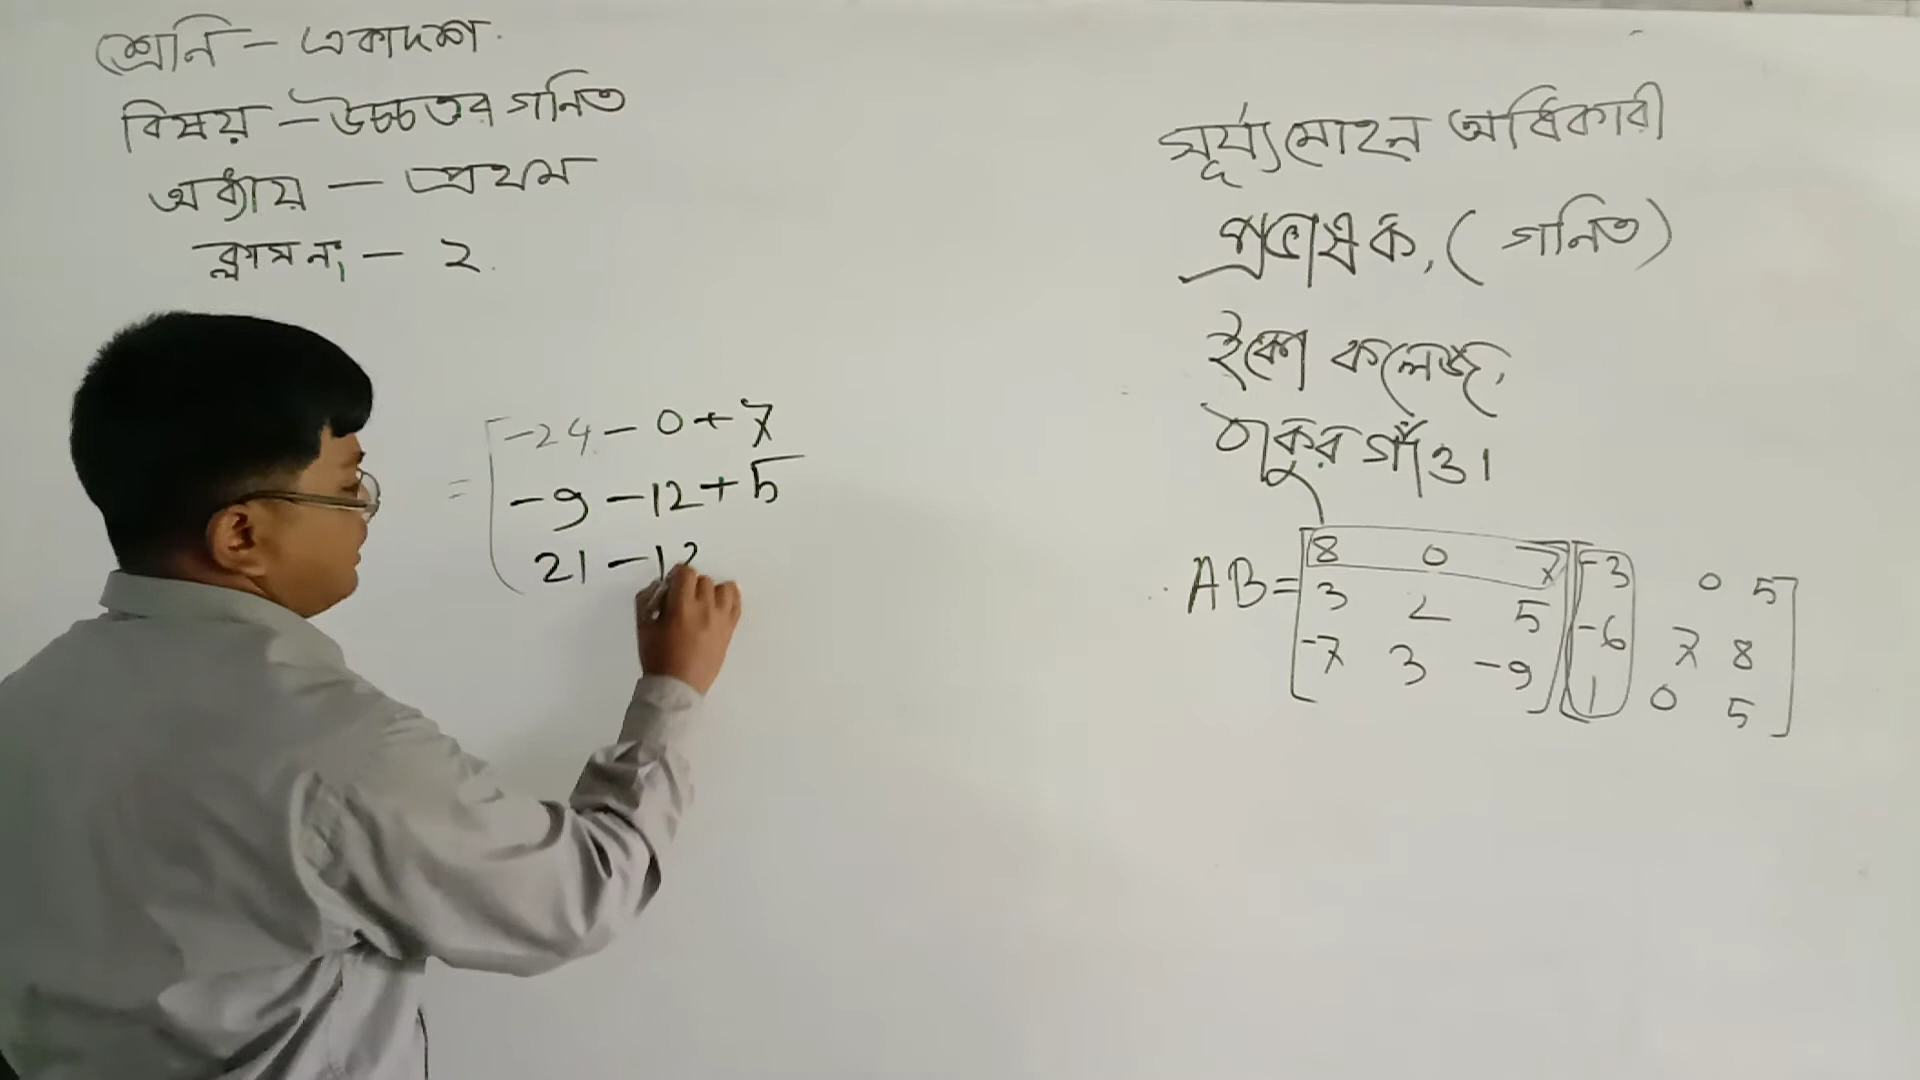 শ্রেনি - একাদশ
বিষয় - উচ্চতর গনিত
অধ্যায় - প্রথম
ক্লাস নং - ২
সূর্য্যমোহন অধিকারী
প্রভাষক, (গনিত)
ইকো কলেজ,
ঠাকুরগাঁও।
= [ -24 - 0 + 7
-9 - 12 + 5
21 - 12
AB = [ 8 0 7 ] [ -3 0 5 ]
3 2 5 -6 7 8
-7 3 -9 1 0 5